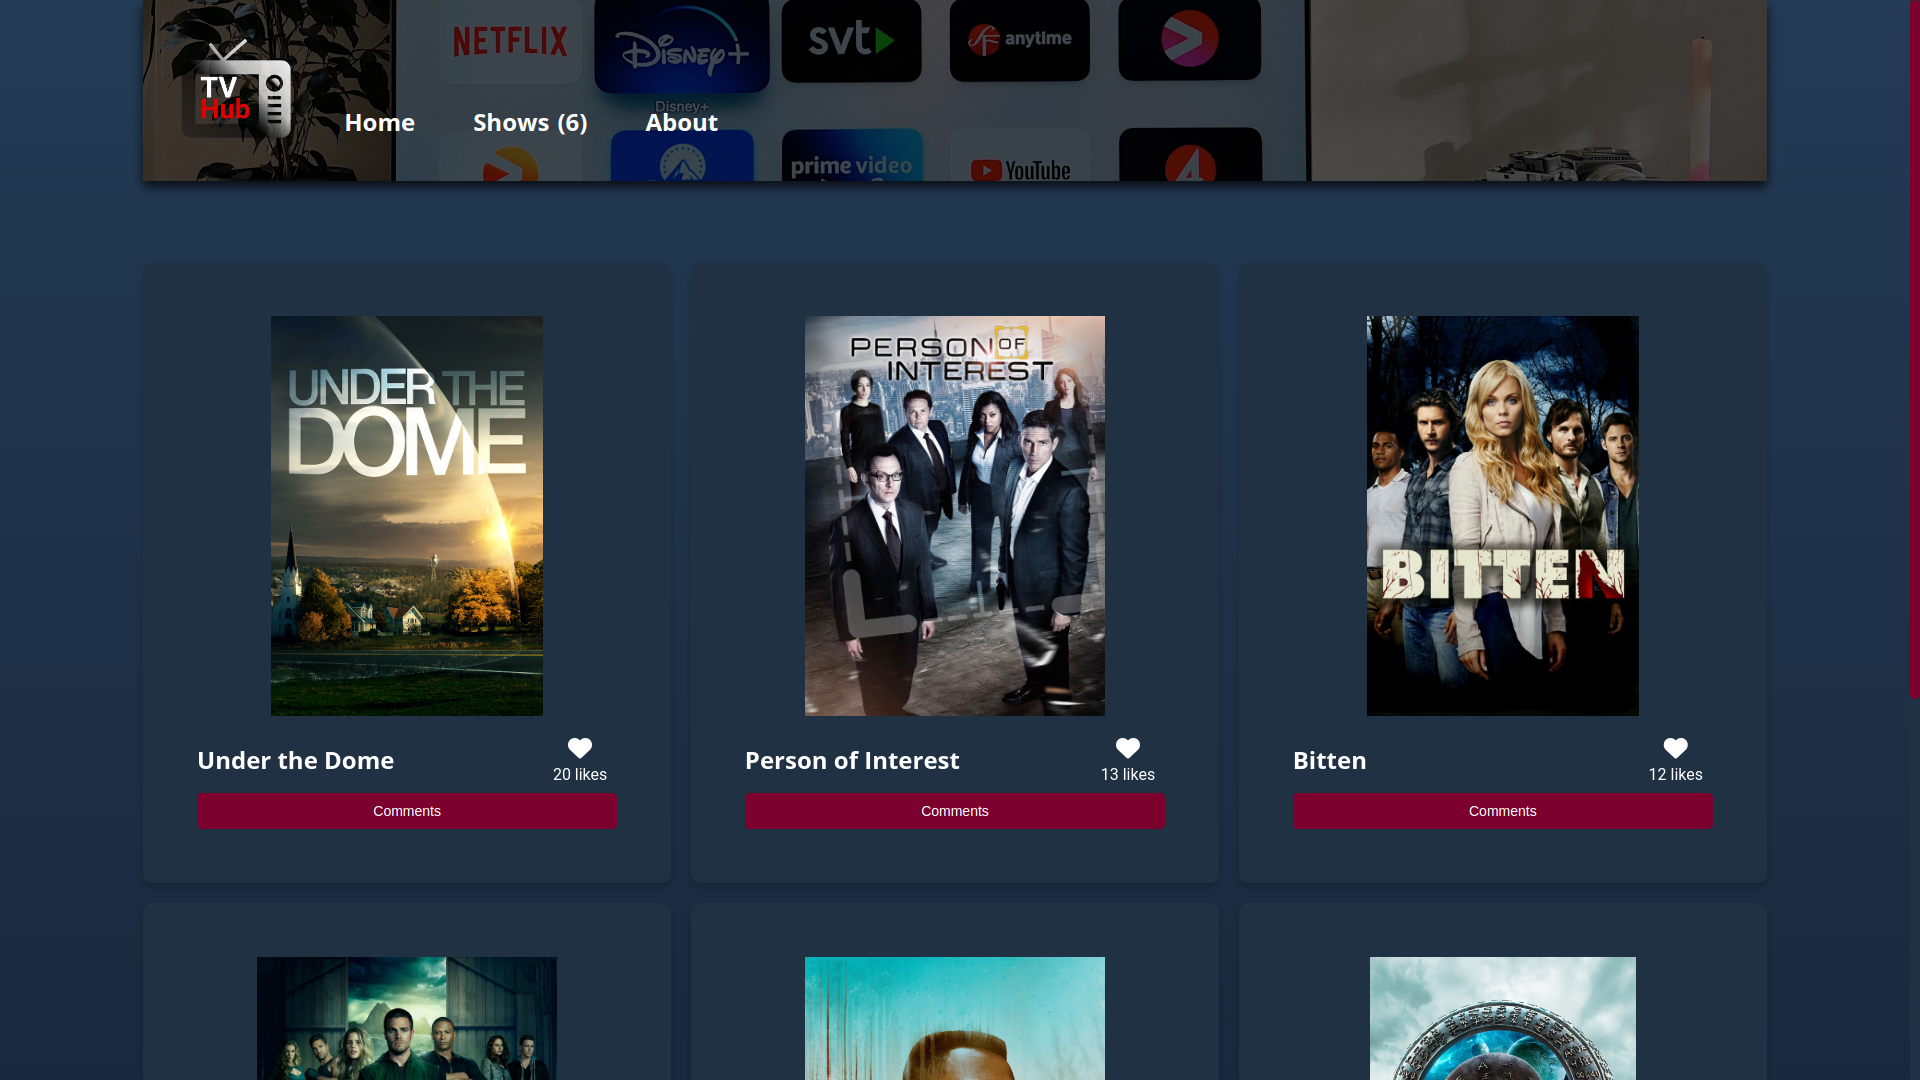 NETFLIX
Disney+
svt
anytime
TV
Hub
Disney+
Home
Shows (6)
About
prime video
YouTube
4
UNDER THE
DOME
PERSON OF
INTEREST
BITTEN
Under the Dome
20 likes
Person of Interest
13 likes
Bitten
12 likes
Comments
Comments
Comments